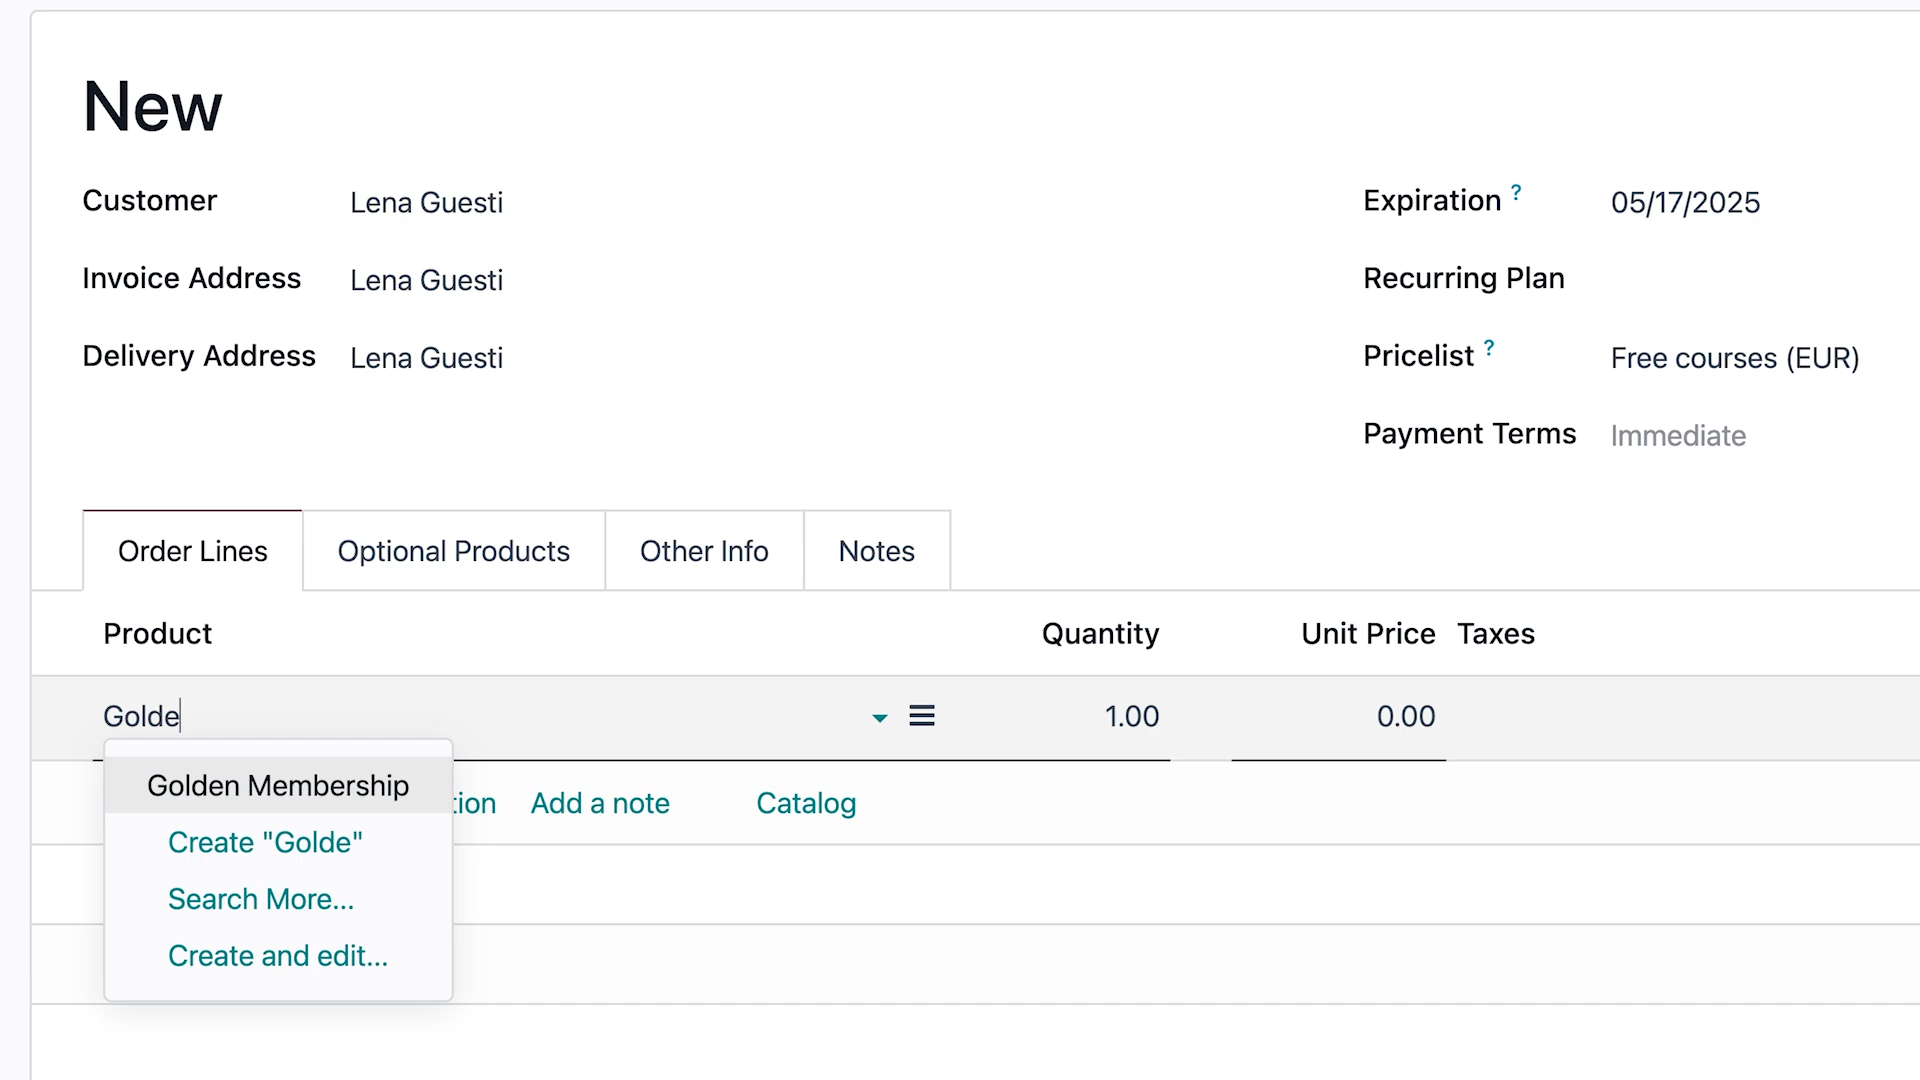 New
Customer Lena Guesti
Invoice Address Lena Guesti
Delivery Address Lena Guesti
Expiration ? 05/17/2025
Recurring Plan
Pricelist ? Free courses (EUR)
Payment Terms Immediate
Order Lines Optional Products Other Info Notes
Product Quantity Unit Price Taxes
Golde 1.00 0.00
Golden Membership
Create "Golde"
Search More...
Create and edit...
Add a note Catalog